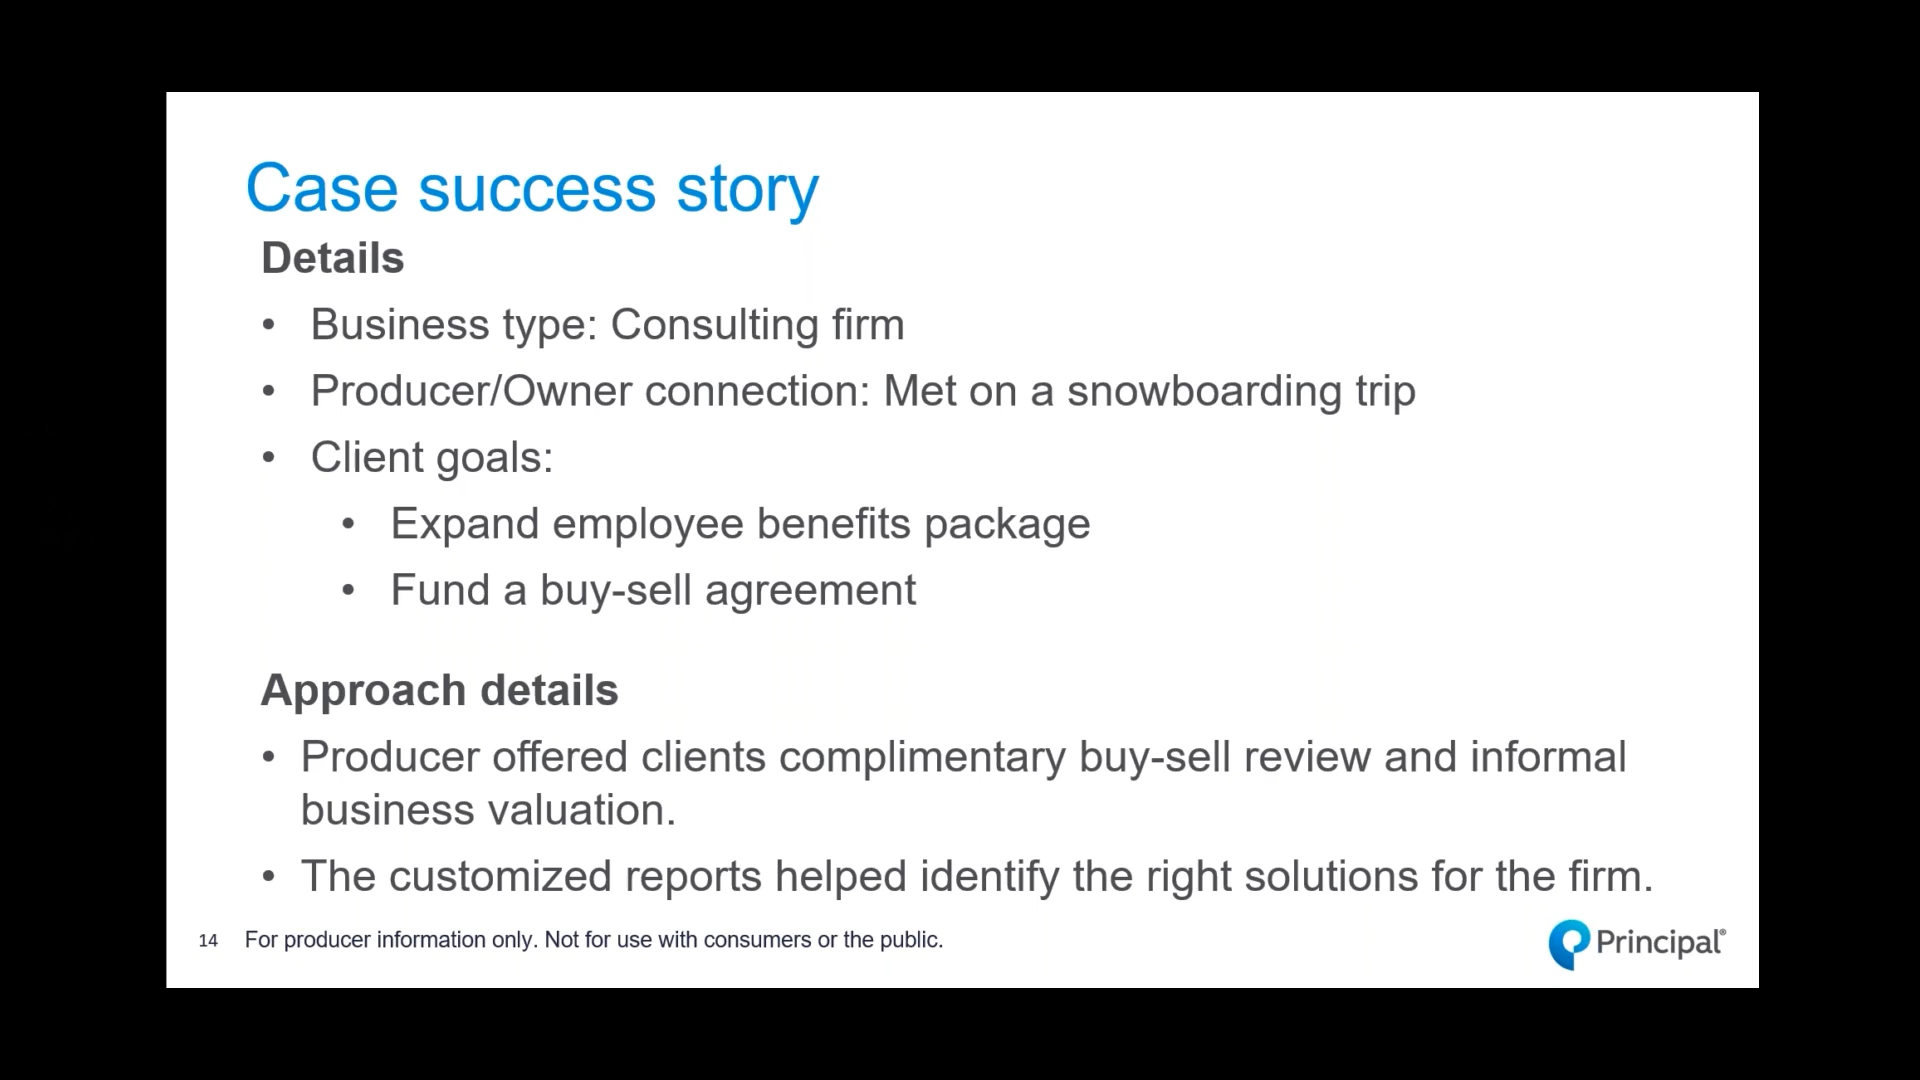 Case success story
Details
• Business type: Consulting firm
• Producer/Owner connection: Met on a snowboarding trip
• Client goals:
• Expand employee benefits package
• Fund a buy-sell agreement
Approach details
• Producer offered clients complimentary buy-sell review and informal
business valuation.
• The customized reports helped identify the right solutions for the firm.
14 For producer information only. Not for use with consumers or the public.
Principal®